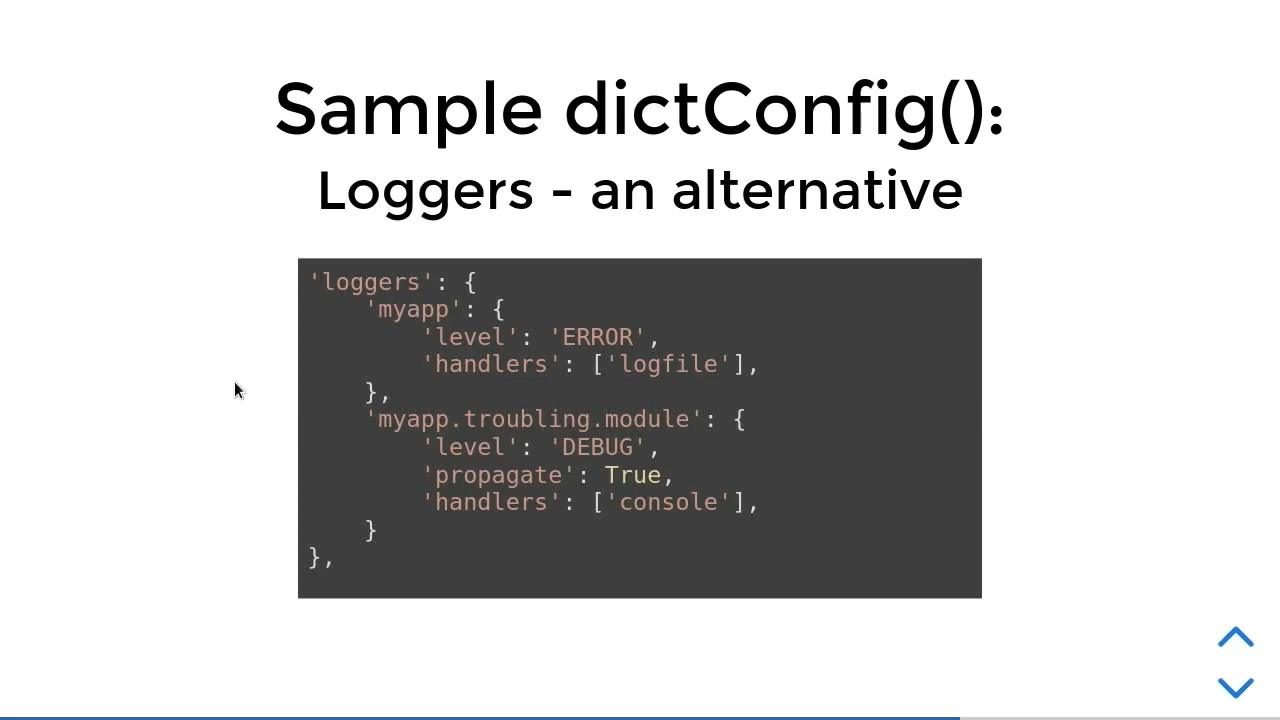 Sample dictConfig():
Loggers - an alternative
'loggers': {
    'myapp': {
        'level': 'ERROR',
        'handlers': ['logfile'],
    },
    'myapp.troubling.module': {
        'level': 'DEBUG',
        'propagate': True,
        'handlers': ['console'],
    }
},